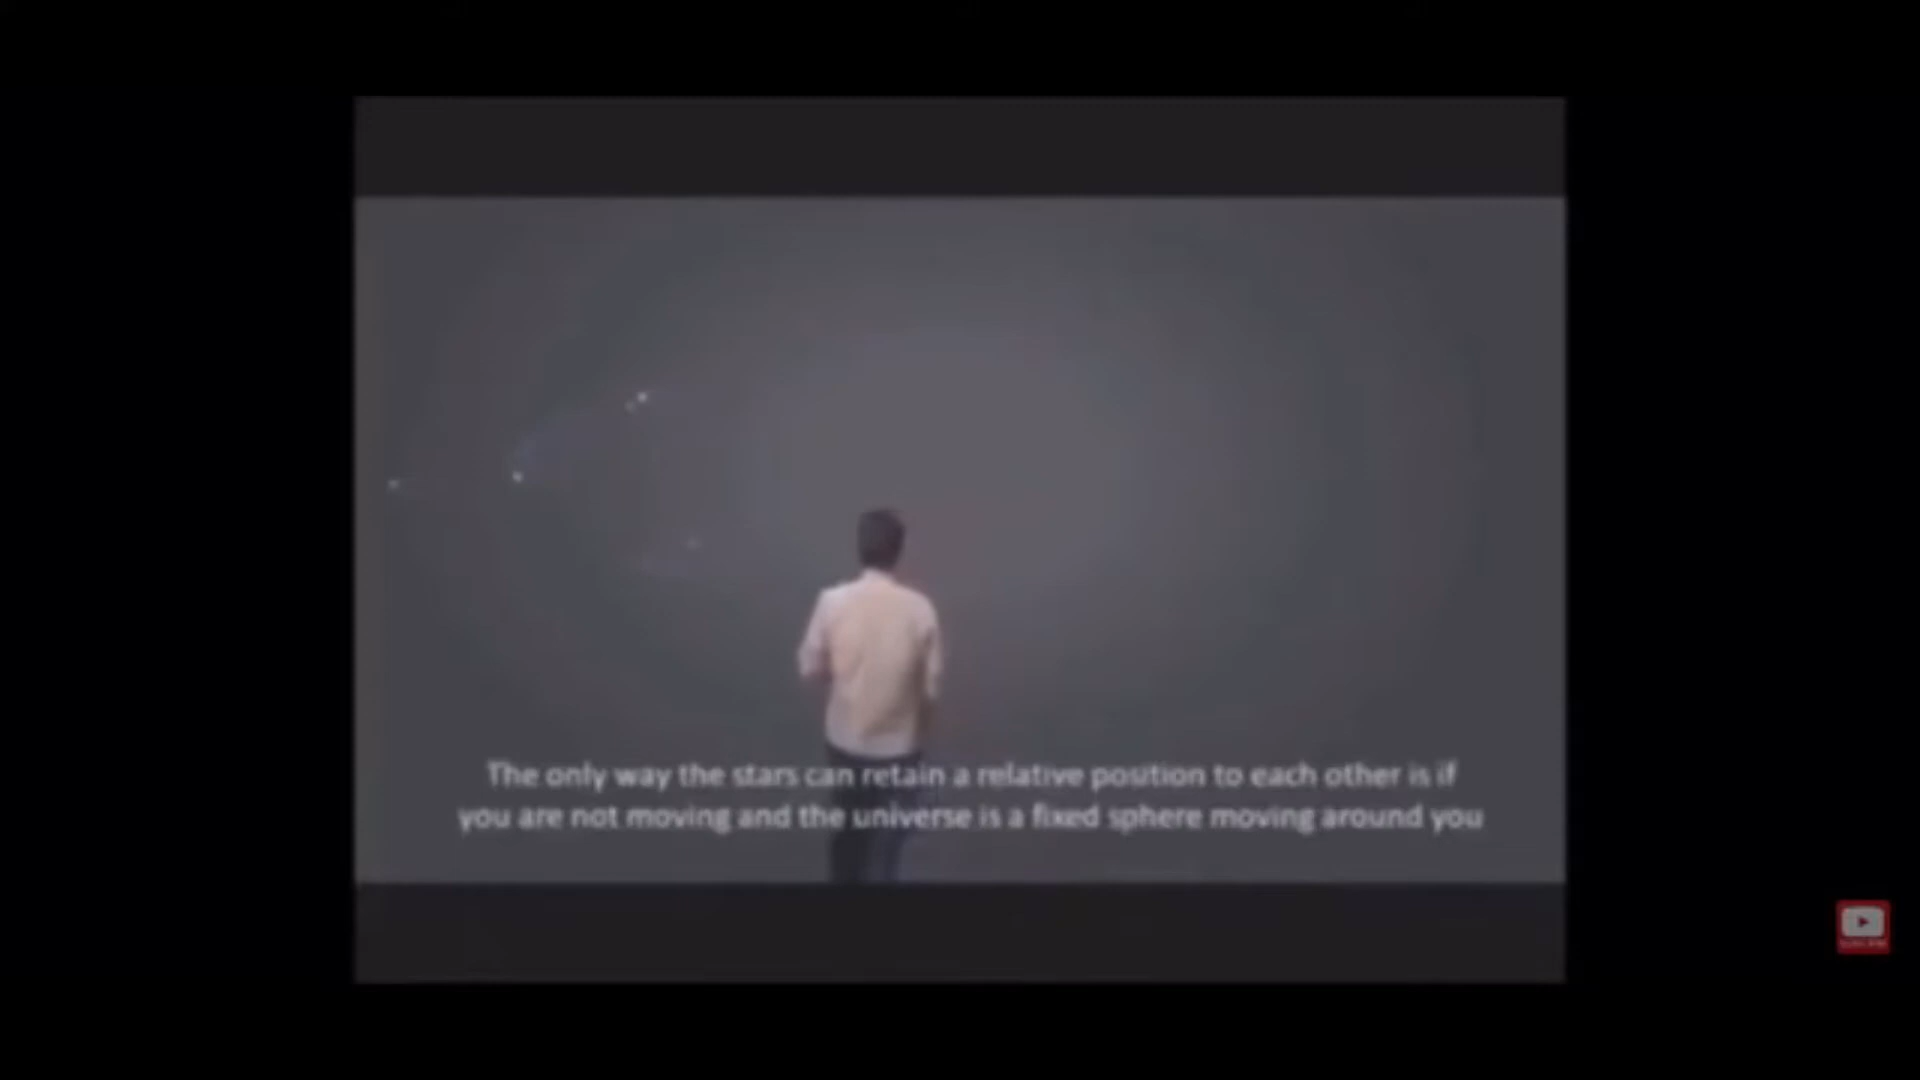 The only way the stars can retain a relative position to each other is if
you are not moving and the universe is a fixed sphere moving around you